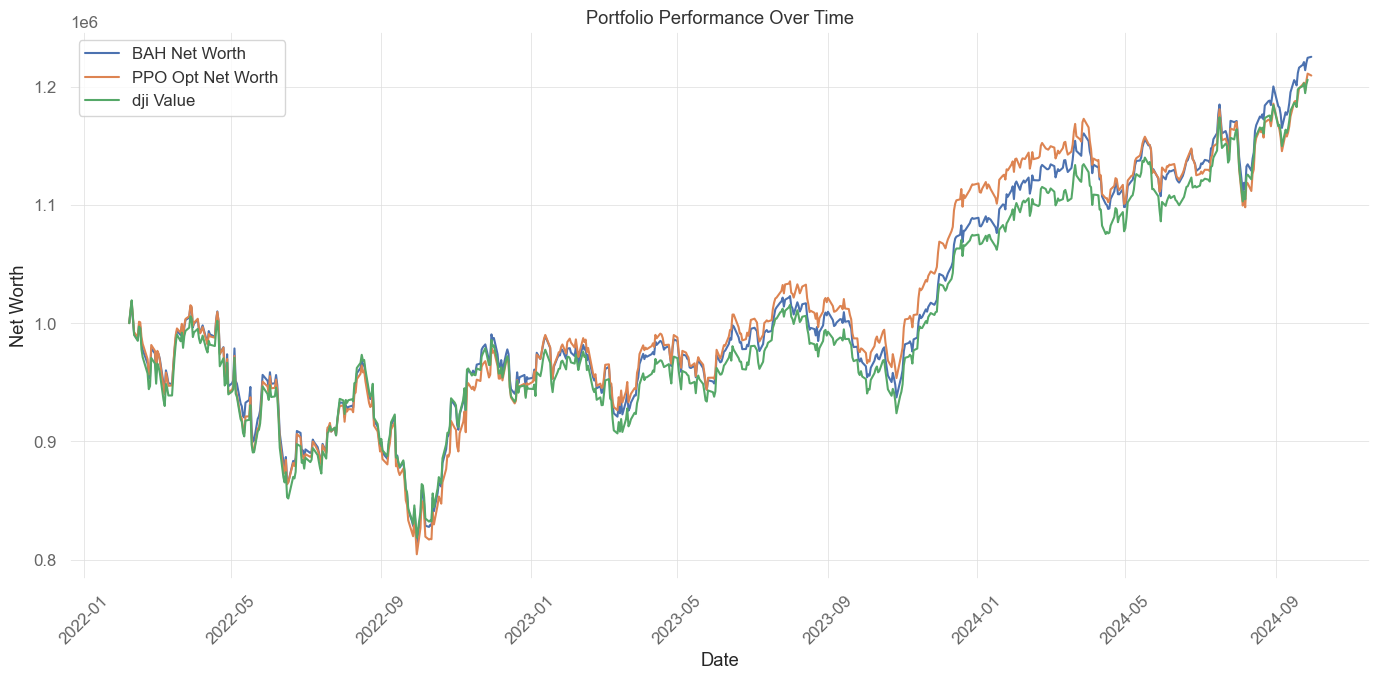 Portfolio Performance Over Time
1e6
BAH Net Worth
PPO Opt Net Worth
dji Value
1.2
1.1
1.0
0.9
0.8
Net Worth
2022-01
2022-05
2022-09
2023-01
2023-05
2023-09
2024-01
2024-05
2024-09
Date